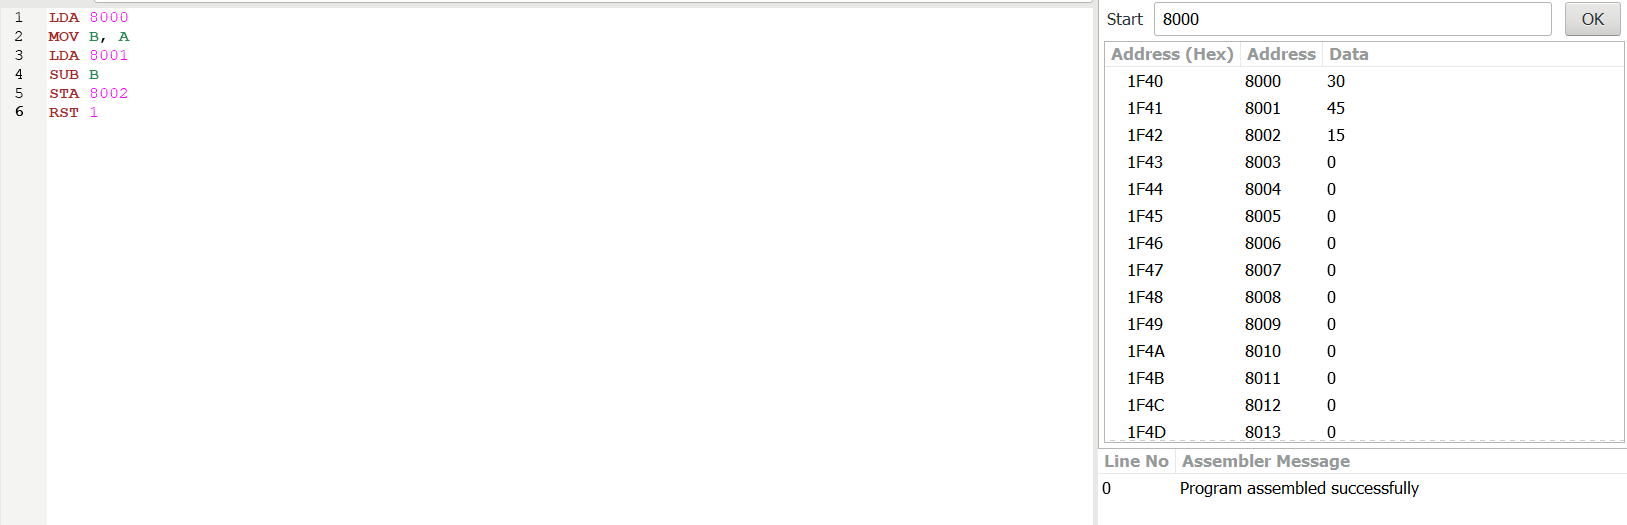 1 LDA 8000
2 MOV B, A
3 LDA 8001
4 SUB B
5 STA 8002
6 RST 1
Start 8000 OK
Address (Hex) Address Data
1F40 8000 30
1F41 8001 45
1F42 8002 15
1F43 8003 0
1F44 8004 0
1F45 8005 0
1F46 8006 0
1F47 8007 0
1F48 8008 0
1F49 8009 0
1F4A 8010 0
1F4B 8011 0
1F4C 8012 0
1F4D 8013 0
Line No Assembler Message
0 Program assembled successfully